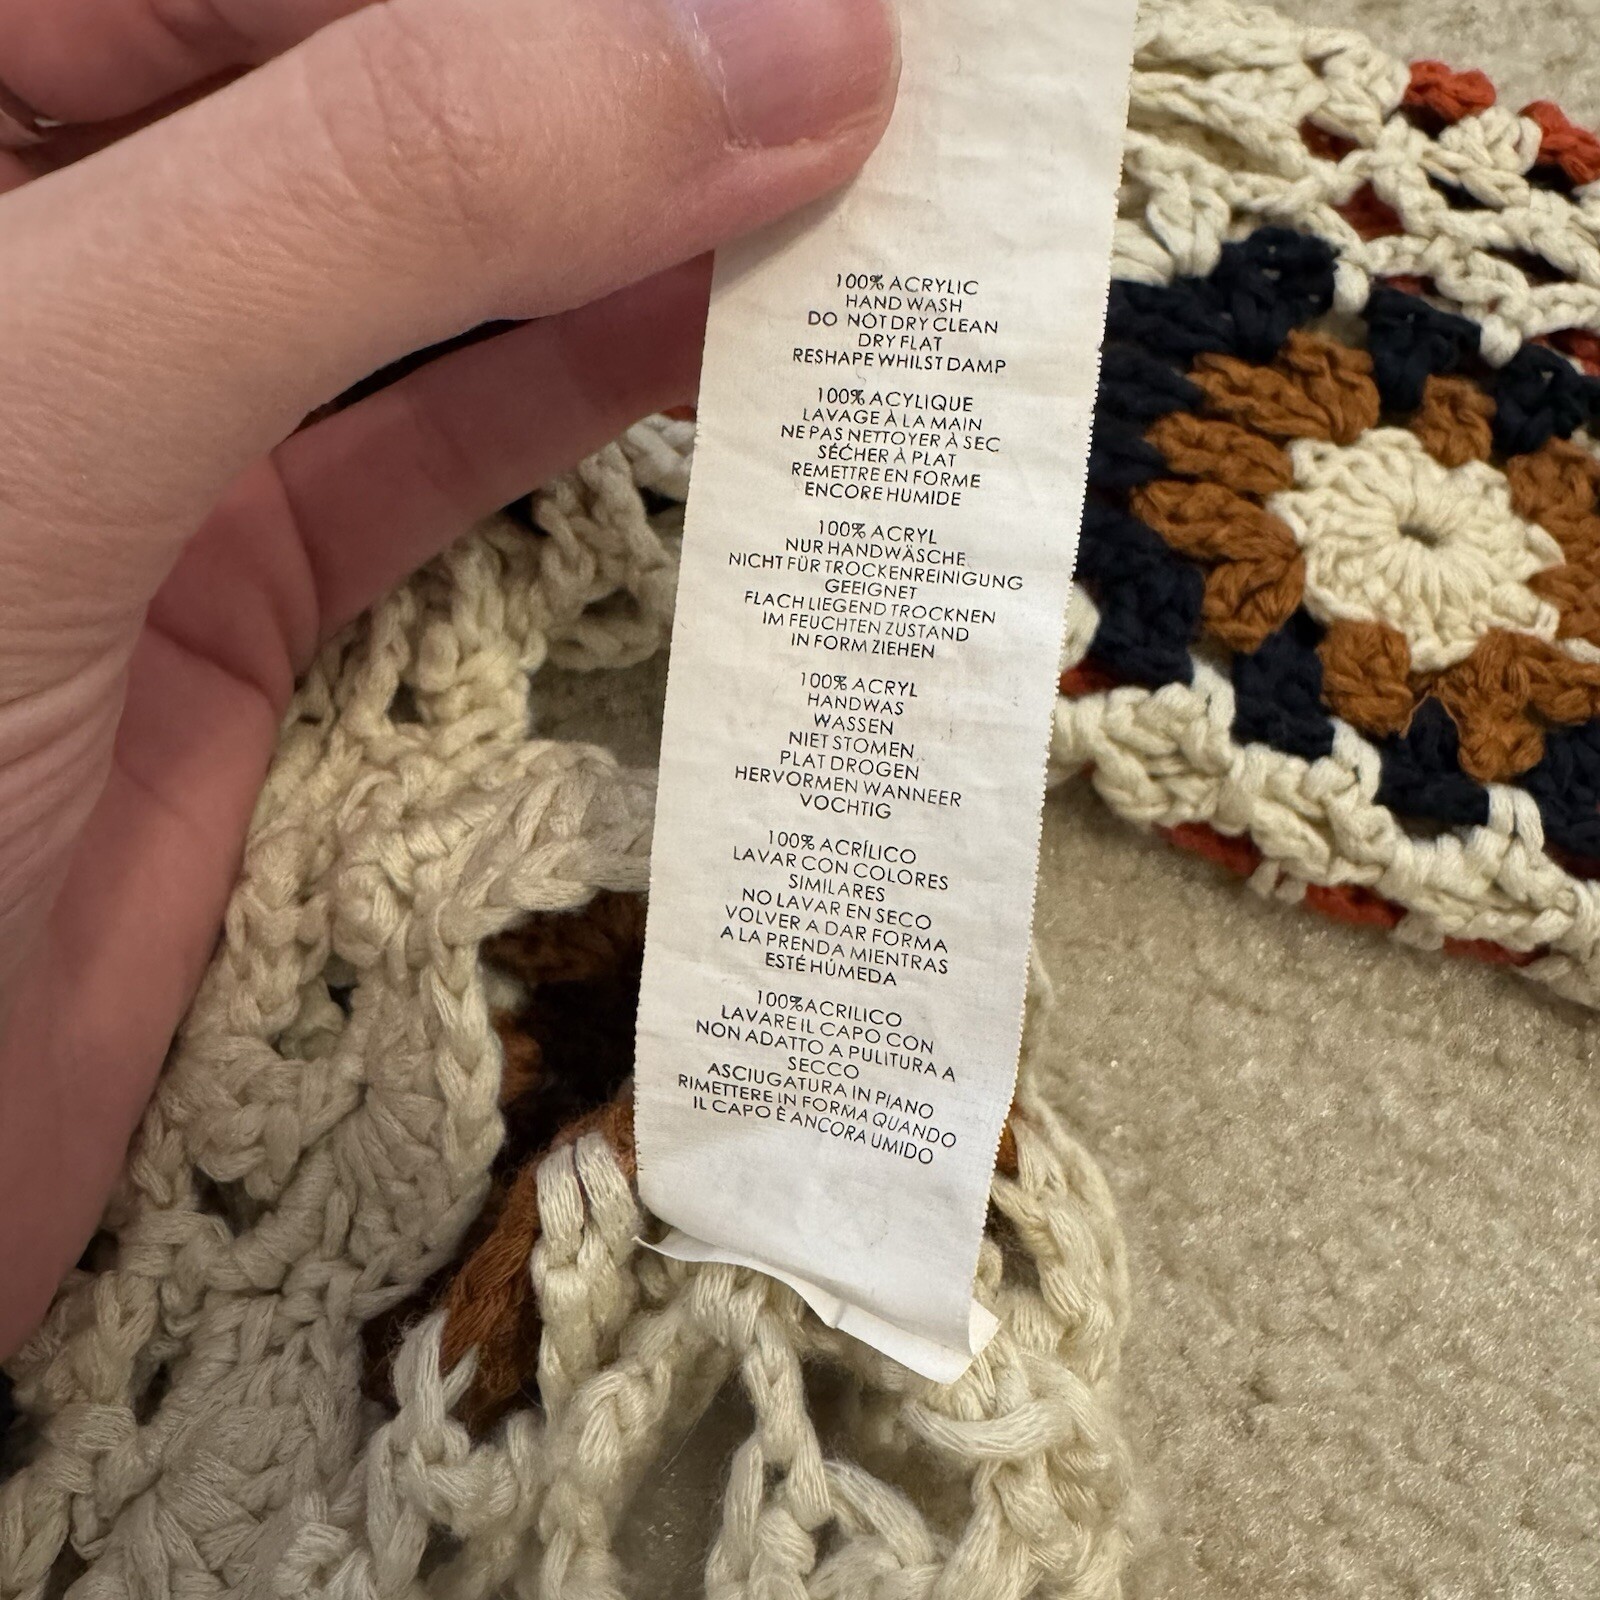 100% ACRYLIC
HAND WASH
DO NOT DRY CLEAN
DRY FLAT
RESHAPE WHILST DAMP
100% ACYLIQUE
LAVAGE À LA MAIN
NE PAS NETTOYER À SEC
SÉCHER À PLAT
REMETTRE EN FORME
ENCORE HUMIDE
100% ACRYL
NUR HANDWÄSCHE
NICHT FÜR TROCKENREINIGUNG
GEEIGNET
FLACH LIEGEND TROCKNEN
IM FEUCHTEN ZUSTAND
IN FORM ZIEHEN
100% ACRYL
HANDWAS
WASSEN
NIET STOMEN
PLAT DROGEN
HERVORMEN WANNEER
VOCHTIG
100% ACRÍLICO
LAVAR CON COLORES
SIMILARES
NO LAVAR EN SECO
VOLVER A DAR FORMA
A LA PRENDA MIENTRAS
ESTÉ HÚMEDA
100% ACRILICO
LAVARE IL CAPO CON
NON ADATTO A PULITURA A
SECCO
ASCIUGATURA IN PIANO
RIMETTERE IN FORMA QUANDO
IL CAPO È ANCORA UMIDO